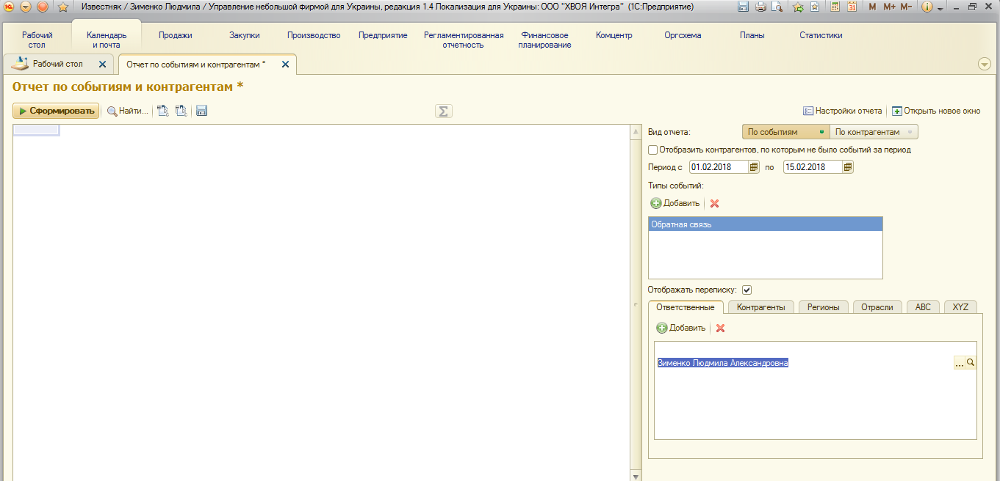 Известняк / Зименко Людмила / Управление небольшой фирмой для Украины, редакция 1.4 Локализация для Украины: ООО "ХВОЯ Интегра" (1С:Предприятие)
M M+ M-
Рабочий стол
Календарь и почта
Продажи
Закупки
Производство
Предприятие
Регламентированная отчетность
Финансовое планирование
Комцентр
Оргсхема
Планы
Статистики
Рабочий стол
Отчет по событиям и контрагентам *
Отчет по событиям и контрагентам *
Сформировать
Найти...
Σ
Настройки отчета
Открыть новое окно
Вид отчета:
По событиям
По контрагентам
Отобразить контрагентов, по которым не было событий за период
Период с 01.02.2018 по 15.02.2018
Типы событий:
Добавить
Обратная связь
Отображать переписку:
Ответственные
Контрагенты
Регионы
Отрасли
ABC
XYZ
Добавить
Зименко Людмила Александровна
...